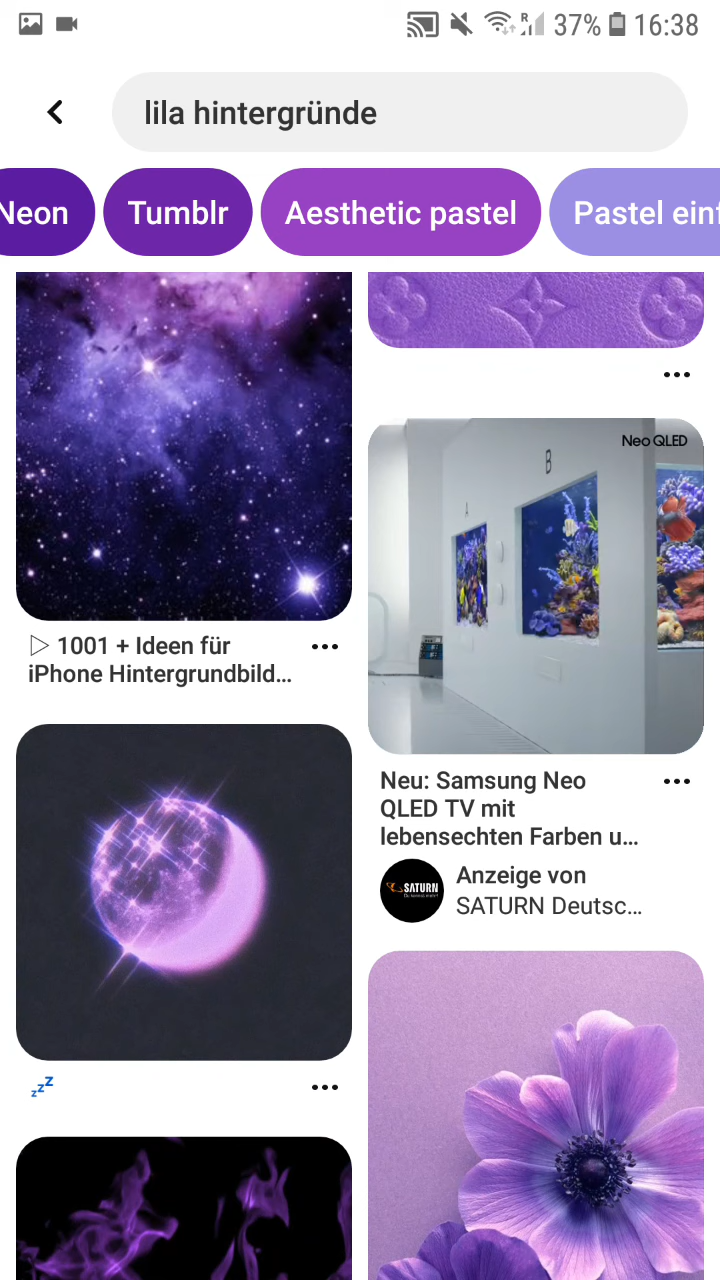 37% 16:38
lila hintergründe
Neon
Tumblr
Aesthetic pastel
Pastel einf
Neo QLED
A
B
▷ 1001 + Ideen für
iPhone Hintergrundbild...
Neu: Samsung Neo
QLED TV mit
lebensechten Farben u...
SATURN
Anzeige von
SATURN Deutsc...
zzZ